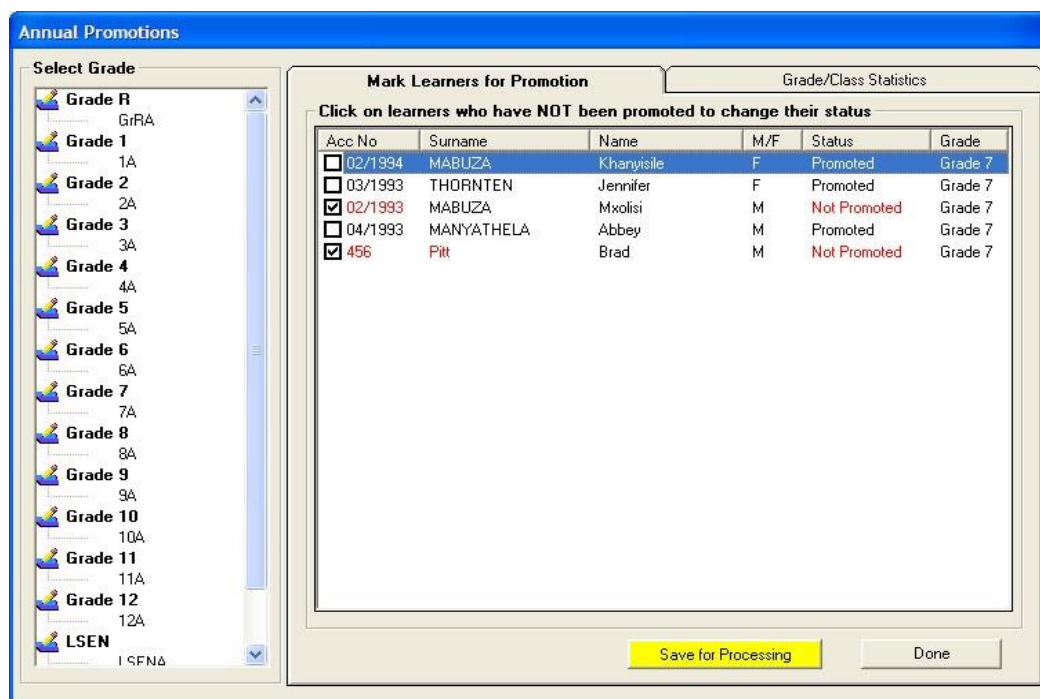 Annual Promotions
Select Grade
Grade R
GrRA
Grade 1
1A
Grade 2
2A
Grade 3
3A
Grade 4
4A
Grade 5
5A
Grade 6
6A
Grade 7
7A
Grade 8
8A
Grade 9
9A
Grade 10
10A
Grade 11
11A
Grade 12
12A
LSEN
LSENA
Mark Learners for Promotion Grade/Class Statistics
Click on learners who have NOT been promoted to change their status
Acc No Surname Name M/F Status Grade
02/1994 MABUZA Khanyisile F Promoted Grade 7
03/1993 THORNTEN Jennifer F Promoted Grade 7
02/1993 MABUZA Mxolisi M Not Promoted Grade 7
04/1993 MANYATHELA Abbey M Promoted Grade 7
456 Pitt Brad M Not Promoted Grade 7
Save for Processing Done